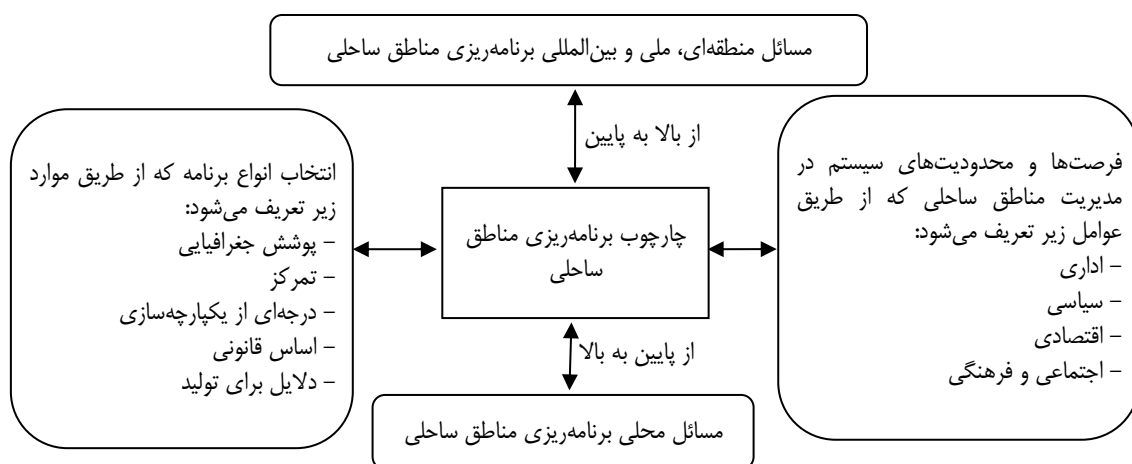 مسائل منطقه‌ای، ملی و بین‌المللی برنامه‌ریزی مناطق ساحلی
از بالا به پایین
فرصت‌ها و محدودیت‌های سیستم در
مدیریت مناطق ساحلی که از طریق
عوامل زیر تعریف می‌شود:
– اداری
– سیاسی
– اقتصادی
– اجتماعی و فرهنگی
چارچوب برنامه‌ریزی مناطق
ساحلی
انتخاب انواع برنامه که از طریق موارد
زیر تعریف می‌شود:
– پوشش جغرافیایی
– تمرکز
– درجه‌ای از یکپارچه‌سازی
– اساس قانونی
– دلایل برای تولید
از پایین به بالا
مسائل محلی برنامه‌ریزی مناطق ساحلی